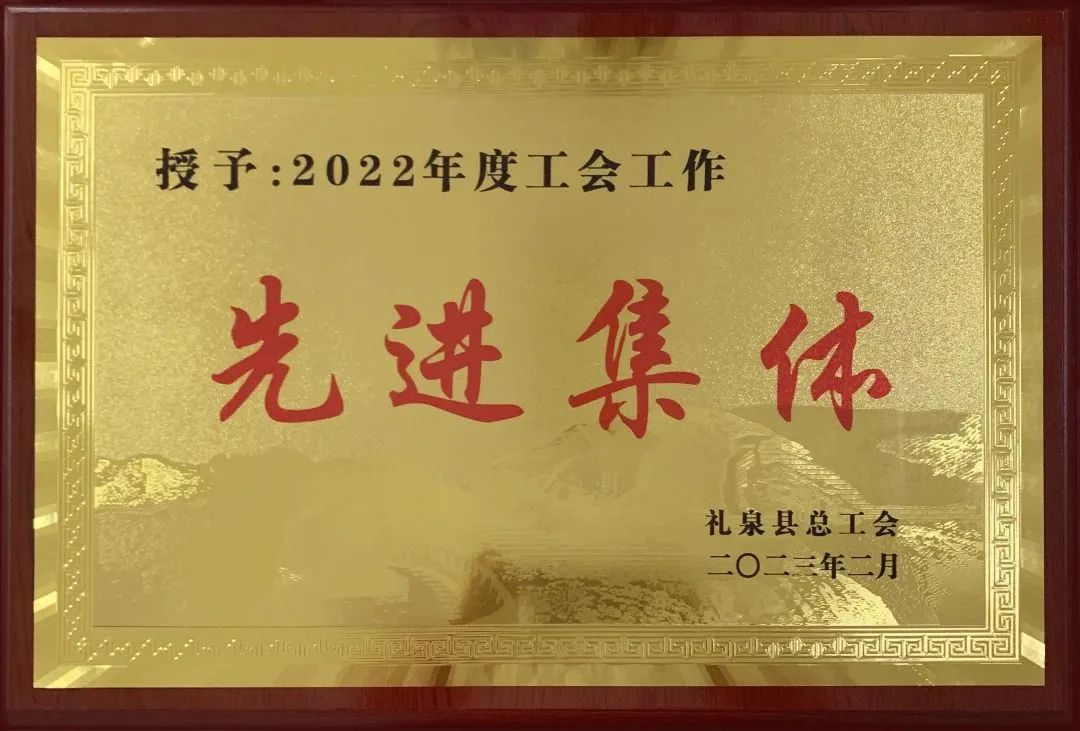 授予:2022年度工会工作
先进集体
礼泉县总工会
二〇二三年二月